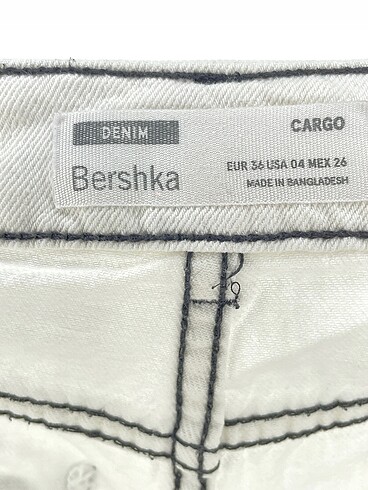 DENIM
Bershka
CARGO
EUR 36 USA 04 MEX 26
MADE IN BANGLADESH